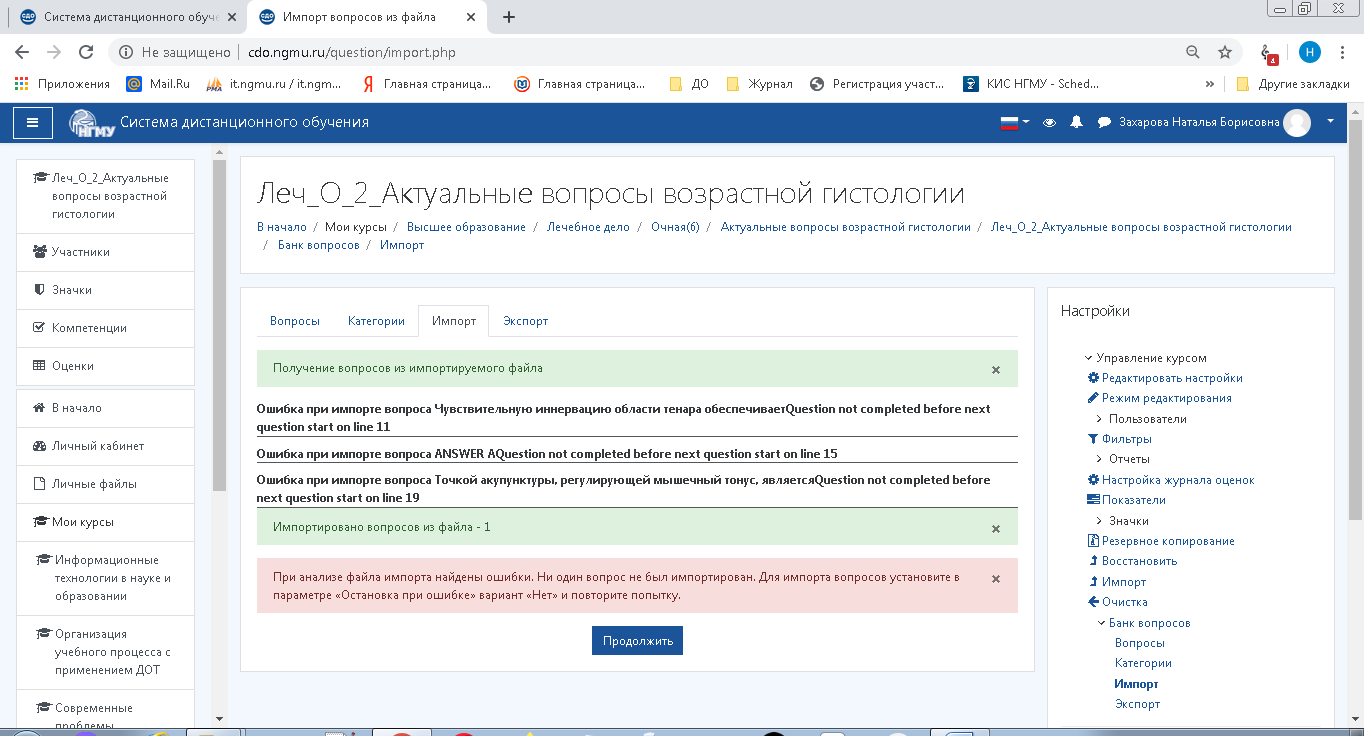 Система дистанционного обуче
Импорт вопросов из файла
Не защищено
cdo.ngmu.ru/question/import.php
Н
4
Приложения
Mail.Ru
it.ngmu.ru / it.ngm...
Главная страница...
Главная страница...
ДО
Журнал
Регистрация участ...
КИС НГМУ - Sched...
»
Другие закладки
НГМУ
Система дистанционного обучения
Захарова Наталья Борисовна
Леч_О_2_Актуальные
вопросы возрастной
гистологии
Участники
Значки
Компетенции
Оценки
В начало
Личный кабинет
Личные файлы
Мои курсы
Информационные
технологии в науке и
образовании
Организация
учебного процесса с
применением ДОТ
Современные
проблемы
Леч_О_2_Актуальные вопросы возрастной гистологии
В начало / Мои курсы / Высшее образование / Лечебное дело / Очная(6) / Актуальные вопросы возрастной гистологии / Леч_О_2_Актуальные вопросы возрастной гистологии
/ Банк вопросов / Импорт
Вопросы
Категории
Импорт
Экспорт
Получение вопросов из импортируемого файла
Ошибка при импорте вопроса Чувствительную иннервацию области тенара обеспечиваетQuestion not completed before next
question start on line 11
Ошибка при импорте вопроса ANSWER AQuestion not completed before next question start on line 15
Ошибка при импорте вопроса Точкой акупунктуры, регулирующей мышечный тонус, являетсяQuestion not completed before
next question start on line 19
Импортировано вопросов из файла - 1
При анализе файла импорта найдены ошибки. Ни один вопрос не был импортирован. Для импорта вопросов установите в
параметре «Остановка при ошибке» вариант «Нет» и повторите попытку.
Продолжить
Настройки
Управление курсом
Редактировать настройки
Режим редактирования
Пользователи
Фильтры
Отчеты
Настройка журнала оценок
Показатели
Значки
Резервное копирование
Восстановить
Импорт
Очистка
Банк вопросов
Вопросы
Категории
Импорт
Экспорт